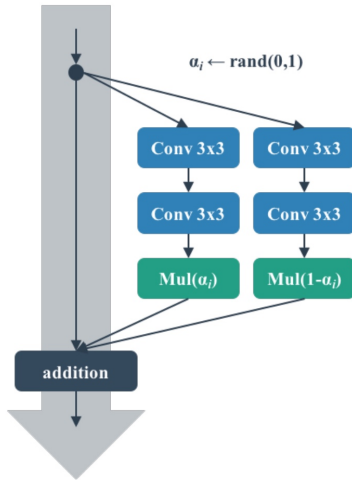 αᵢ ← rand(0,1)
Conv 3x3
Conv 3x3
Conv 3x3
Conv 3x3
Mul(αᵢ)
Mul(1-αᵢ)
addition